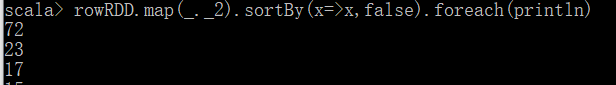 scala> rowRDD.map(_._2).sortBy(x=>x,false).foreach(println)
72
23
17